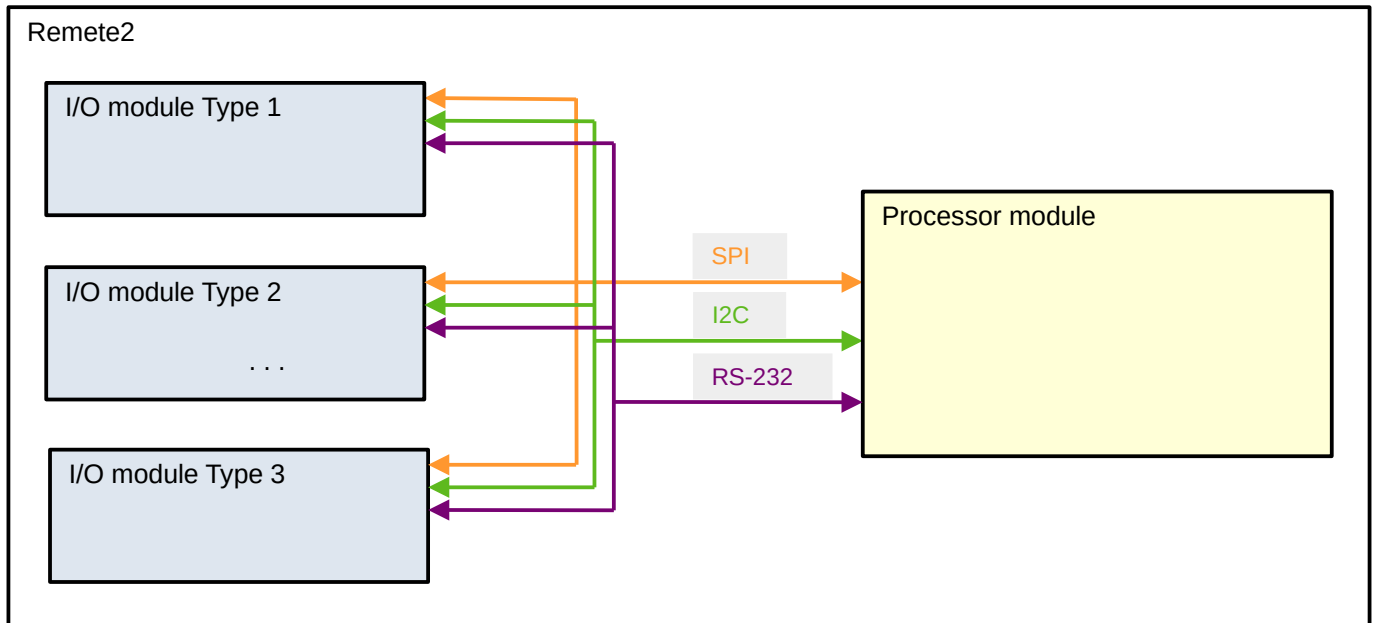 Remete2
I/O module Type 1
I/O module Type 2
. . .
I/O module Type 3
SPI
I2C
RS-232
Processor module